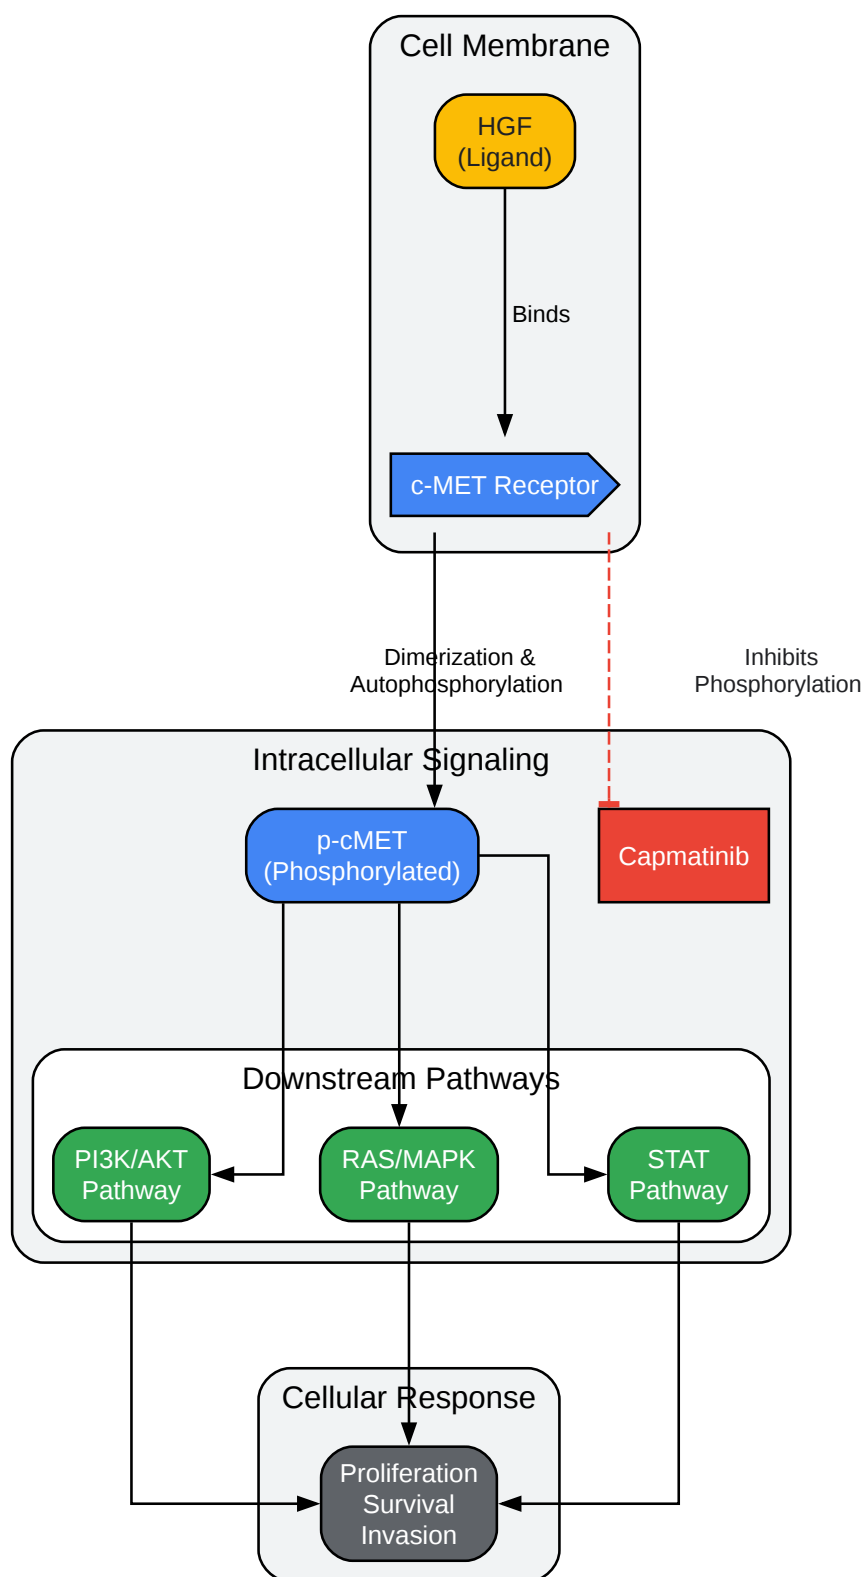 Cell Membrane
HGF
(Ligand)
Binds
c-MET Receptor
Dimerization &
Autophosphorylation
Inhibits
Phosphorylation
Intracellular Signaling
p-cMET
(Phosphorylated)
Capmatinib
Downstream Pathways
PI3K/AKT
Pathway
RAS/MAPK
Pathway
STAT
Pathway
Cellular Response
Proliferation
Survival
Invasion